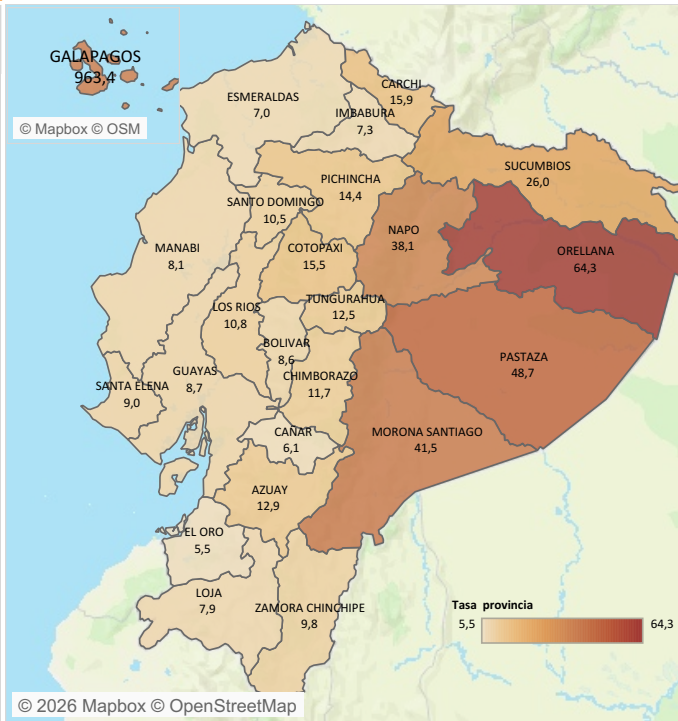 GALAPAGOS
963,4
© Mapbox © OSM
ESMERALDAS
7,0
CARCHI
15,9
IMBABURA
7,3
SUCUMBIOS
26,0
PICHINCHA
14,4
SANTO DOMINGO
10,5
NAPO
38,1
MANABI
8,1
COTOPAXI
15,5
ORELLANA
64,3
TUNGURAHUA
12,5
LOS RIOS
10,8
BOLIVAR
8,6
PASTAZA
48,7
GUAYAS
8,7
CHIMBORAZO
11,7
SANTA ELENA
9,0
CAÑAR
6,1
MORONA SANTIAGO
41,5
AZUAY
12,9
EL ORO
5,5
LOJA
7,9
ZAMORA CHINCHIPE
9,8
Tasa provincia
5,5 64,3
© 2026 Mapbox © OpenStreetMap